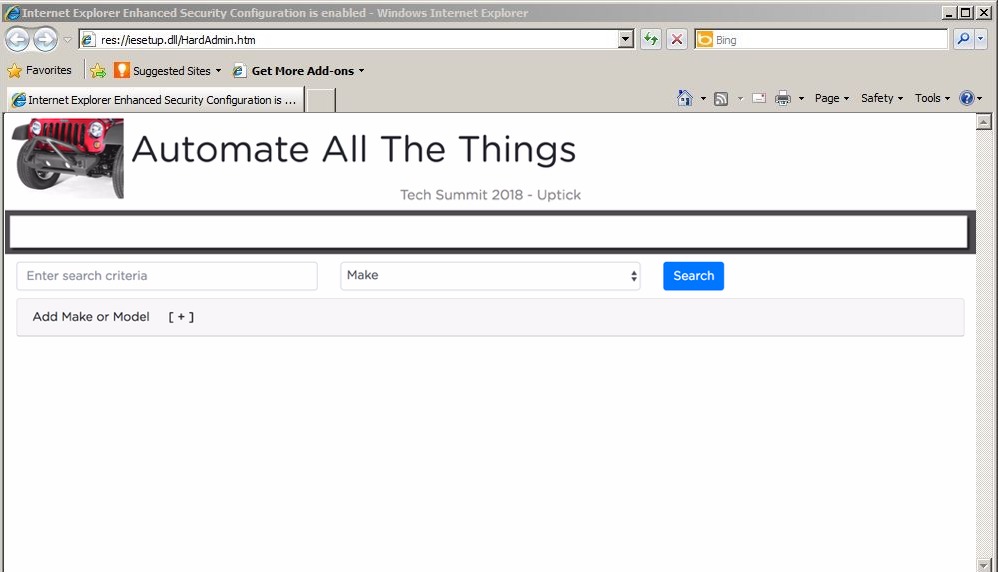 Internet Explorer Enhanced Security Configuration is enabled - Windows Internet Explorer
res://iesetup.dll/HardAdmin.htm
Bing
Favorites
Suggested Sites
Get More Add-ons
Internet Explorer Enhanced Security Configuration is ...
Page
Safety
Tools
Automate All The Things
Tech Summit 2018 - Uptick
Enter search criteria
Make
Search
Add Make or Model [ + ]